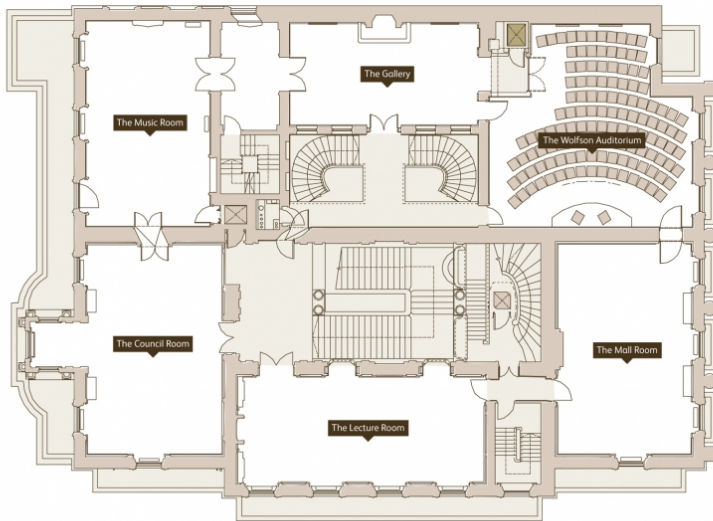 The Gallery
The Music Room
The Wolfson Auditorium
The Council Room
The Mall Room
The Lecture Room